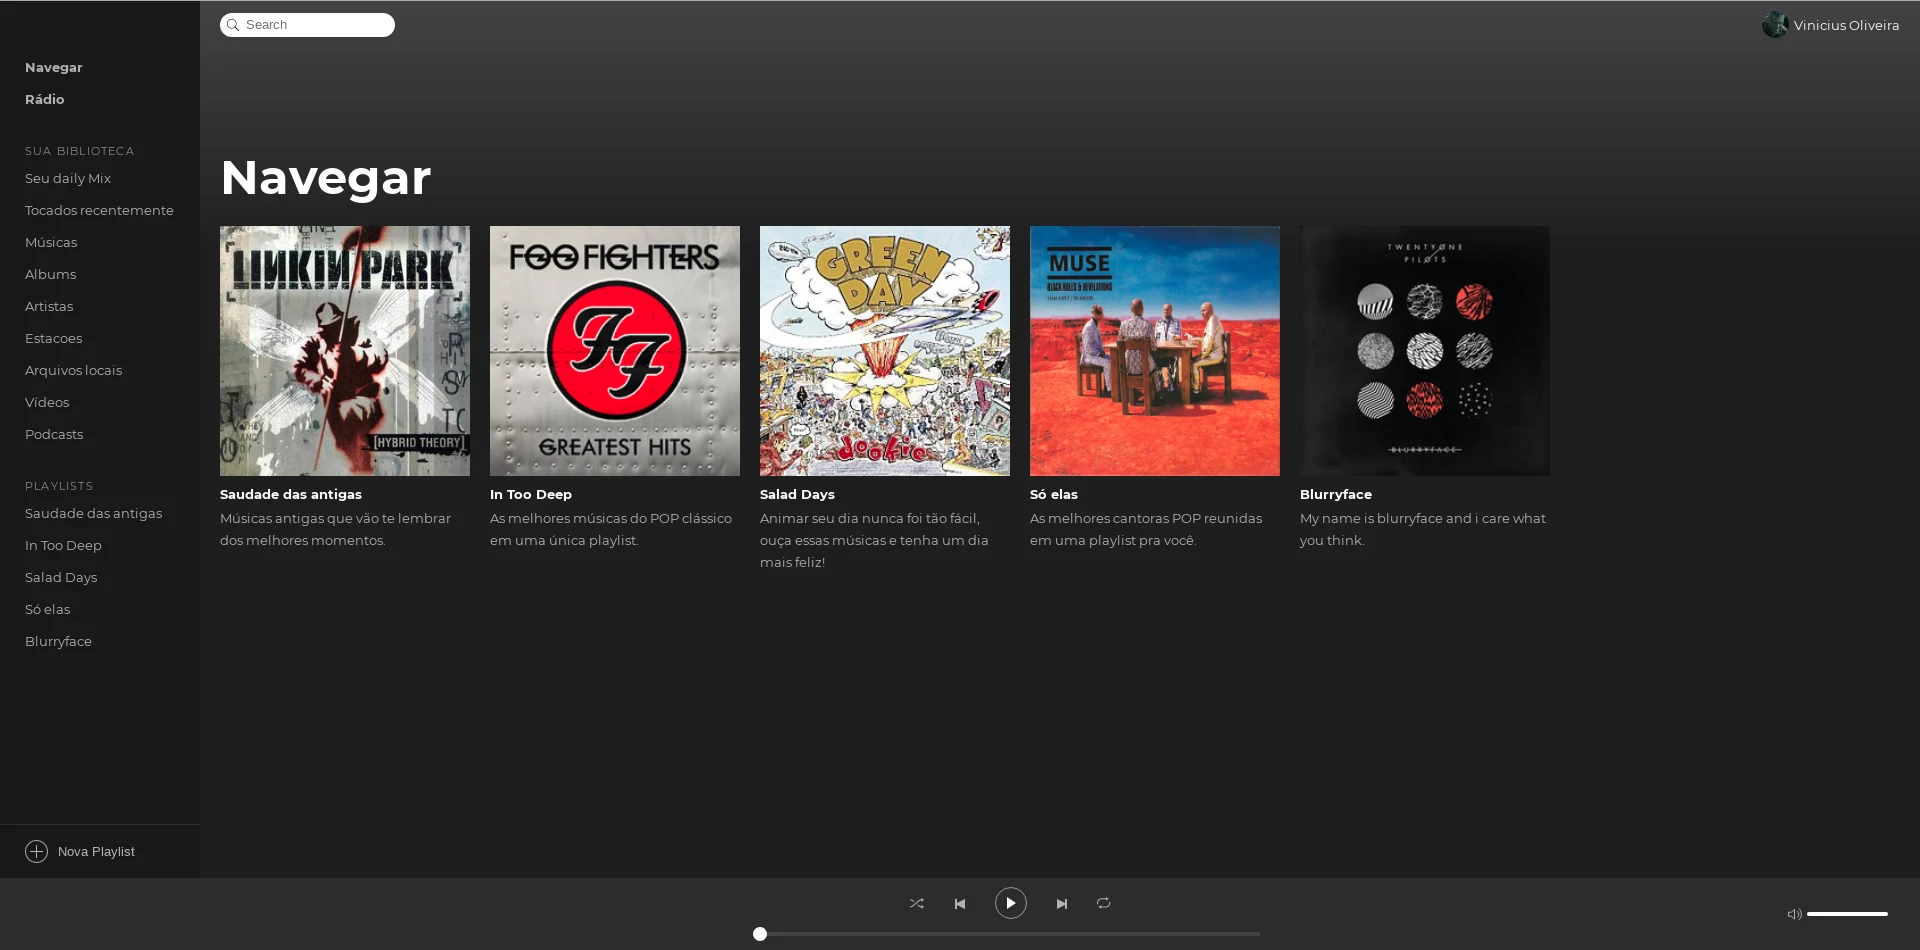 Search
Vinicius Oliveira
Navegar
Rádio
SUA BIBLIOTECA
Seu daily Mix
Tocados recentemente
Músicas
Albums
Artistas
Estacoes
Arquivos locais
Vídeos
Podcasts
PLAYLISTS
Saudade das antigas
In Too Deep
Salad Days
Só elas
Blurryface
Nova Playlist
Navegar
LINKIN PARK
[HYBRID THEORY]
Saudade das antigas
Músicas antigas que vão te lembrar
dos melhores momentos.
FOO FIGHTERS
FF
GREATEST HITS
In Too Deep
As melhores músicas do POP clássico
em uma única playlist.
GREEN
DAY
dookie
Salad Days
Animar seu dia nunca foi tão fácil,
ouça essas músicas e tenha um dia
mais feliz!
MUSE
BLACK HOLES & REVELATIONS
Só elas
As melhores cantoras POP reunidas
em uma playlist pra você.
TWENTY ONE
PILOTS
BLURRYFACE
Blurryface
My name is blurryface and i care what
you think.